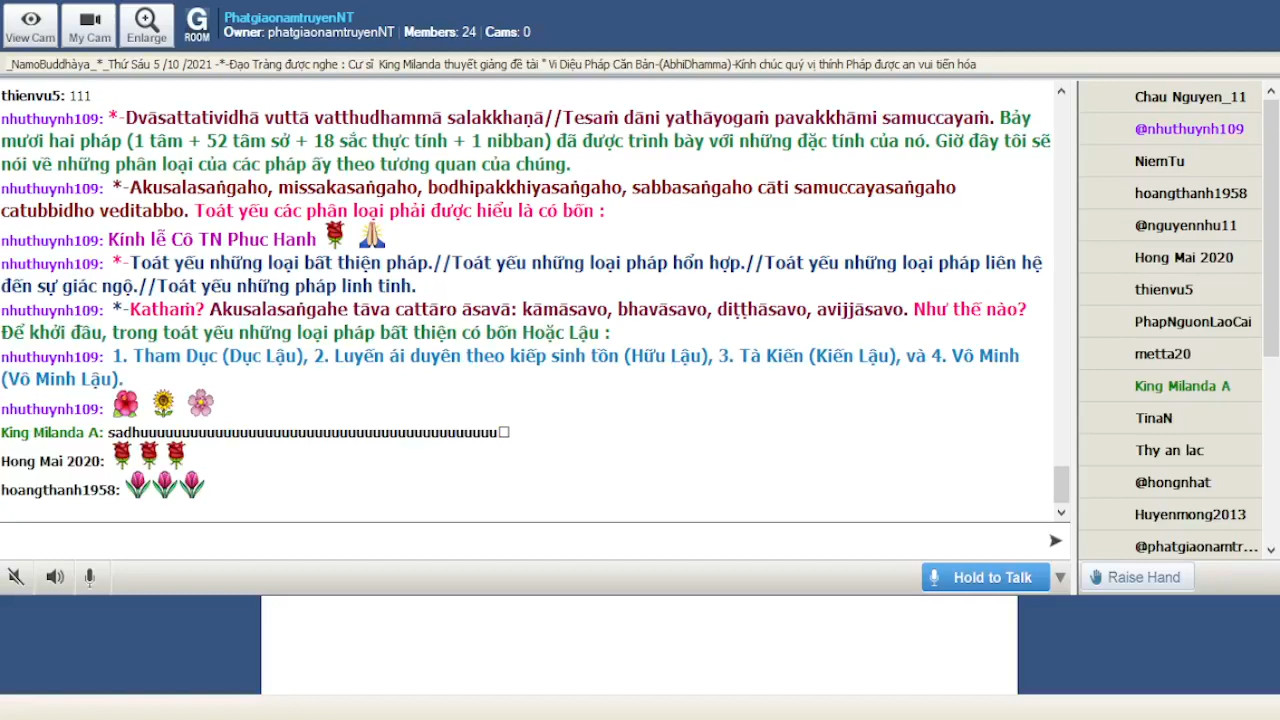 View Cam
My Cam
Enlarge
G
ROOM
PhatgiaonamtruyenNT
Owner: phatgiaonamtruyenNT | Members: 24 | Cams: 0
_NamoBuddhàya_*_Thứ Sáu 5 /10 /2021 -*-Đạo Tràng được nghe : Cư sĩ King Milanda thuyết giảng đề tài " Vi Diệu Pháp Căn Bản-(AbhiDhamma)-Kính chúc quý vị thính Pháp được an vui tiến hóa
thienvu5: 111
nhuthuynh109: *-Dvāsattatividhā vuttā vatthudhammā salakkhaṇā//Tesaṁ dāni yathāyogaṁ pavakkhāmi samuccayaṁ. Bảy
mươi hai pháp (1 tâm + 52 tâm sở + 18 sắc thực tính + 1 nibban) đã được trình bày với những đặc tính của nó. Giờ đây tôi sẽ
nói về những phân loại của các pháp ấy theo tương quan của chúng.
nhuthuynh109: *-Akusalasaṅgaho, missakasaṅgaho, bodhipakkhiyasaṅgaho, sabbasaṅgaho cāti samuccayasaṅgaho
catubbidho veditabbo. Toát yếu các phân loại phải được hiểu là có bốn :
nhuthuynh109: Kính lễ Cô TN Phuc Hanh
nhuthuynh109: *-Toát yếu những loại bất thiện pháp.//Toát yếu những loại pháp hổn hợp.//Toát yếu những loại pháp liên hệ
đến sự giác ngộ.//Toát yếu những pháp linh tinh.
nhuthuynh109: *-Kathaṁ? Akusalasaṅgahe tāva cattāro āsavā: kāmāsavo, bhavāsavo, diṭṭhāsavo, avijjāsavo. Như thế nào?
Để khởi đầu, trong toát yếu những loại pháp bất thiện có bốn Hoặc Lậu :
nhuthuynh109: 1. Tham Dục (Dục Lậu), 2. Luyến ái duyên theo kiếp sinh tồn (Hữu Lậu), 3. Tà Kiến (Kiến Lậu), và 4. Vô Minh
(Vô Minh Lậu).
nhuthuynh109:
King Milanda A: sadhuuuuuuuuuuuuuuuuuuuuuuuuuuuuuuuuuuuuuuuuuu
Hong Mai 2020:
hoangthanh1958:
Chau Nguyen_11
@nhuthuynh109
NiemTu
hoangthanh1958
@nguyennhu11
Hong Mai 2020
thienvu5
PhapNguonLaoCai
metta20
King Milanda A
TinaN
Thy an lac
@hongnhat
Huyenmong2013
@phatgiaonamtr...
Hold to Talk
Raise Hand